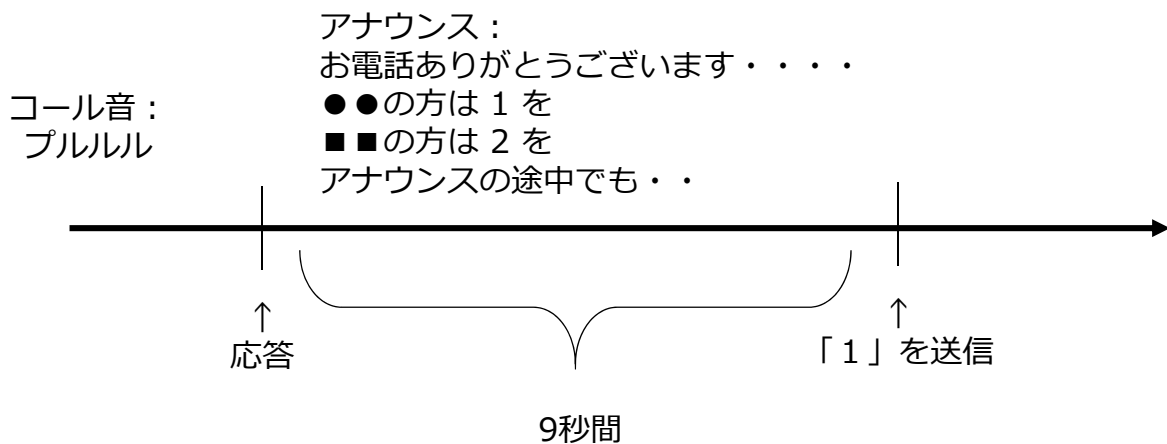 アナウンス：
お電話ありがとうございます・・・・
●●の方は 1 を
■■の方は 2 を
アナウンスの途中でも・・
コール音：
プルルル
↑
応答
↑
「1」を送信
9秒間